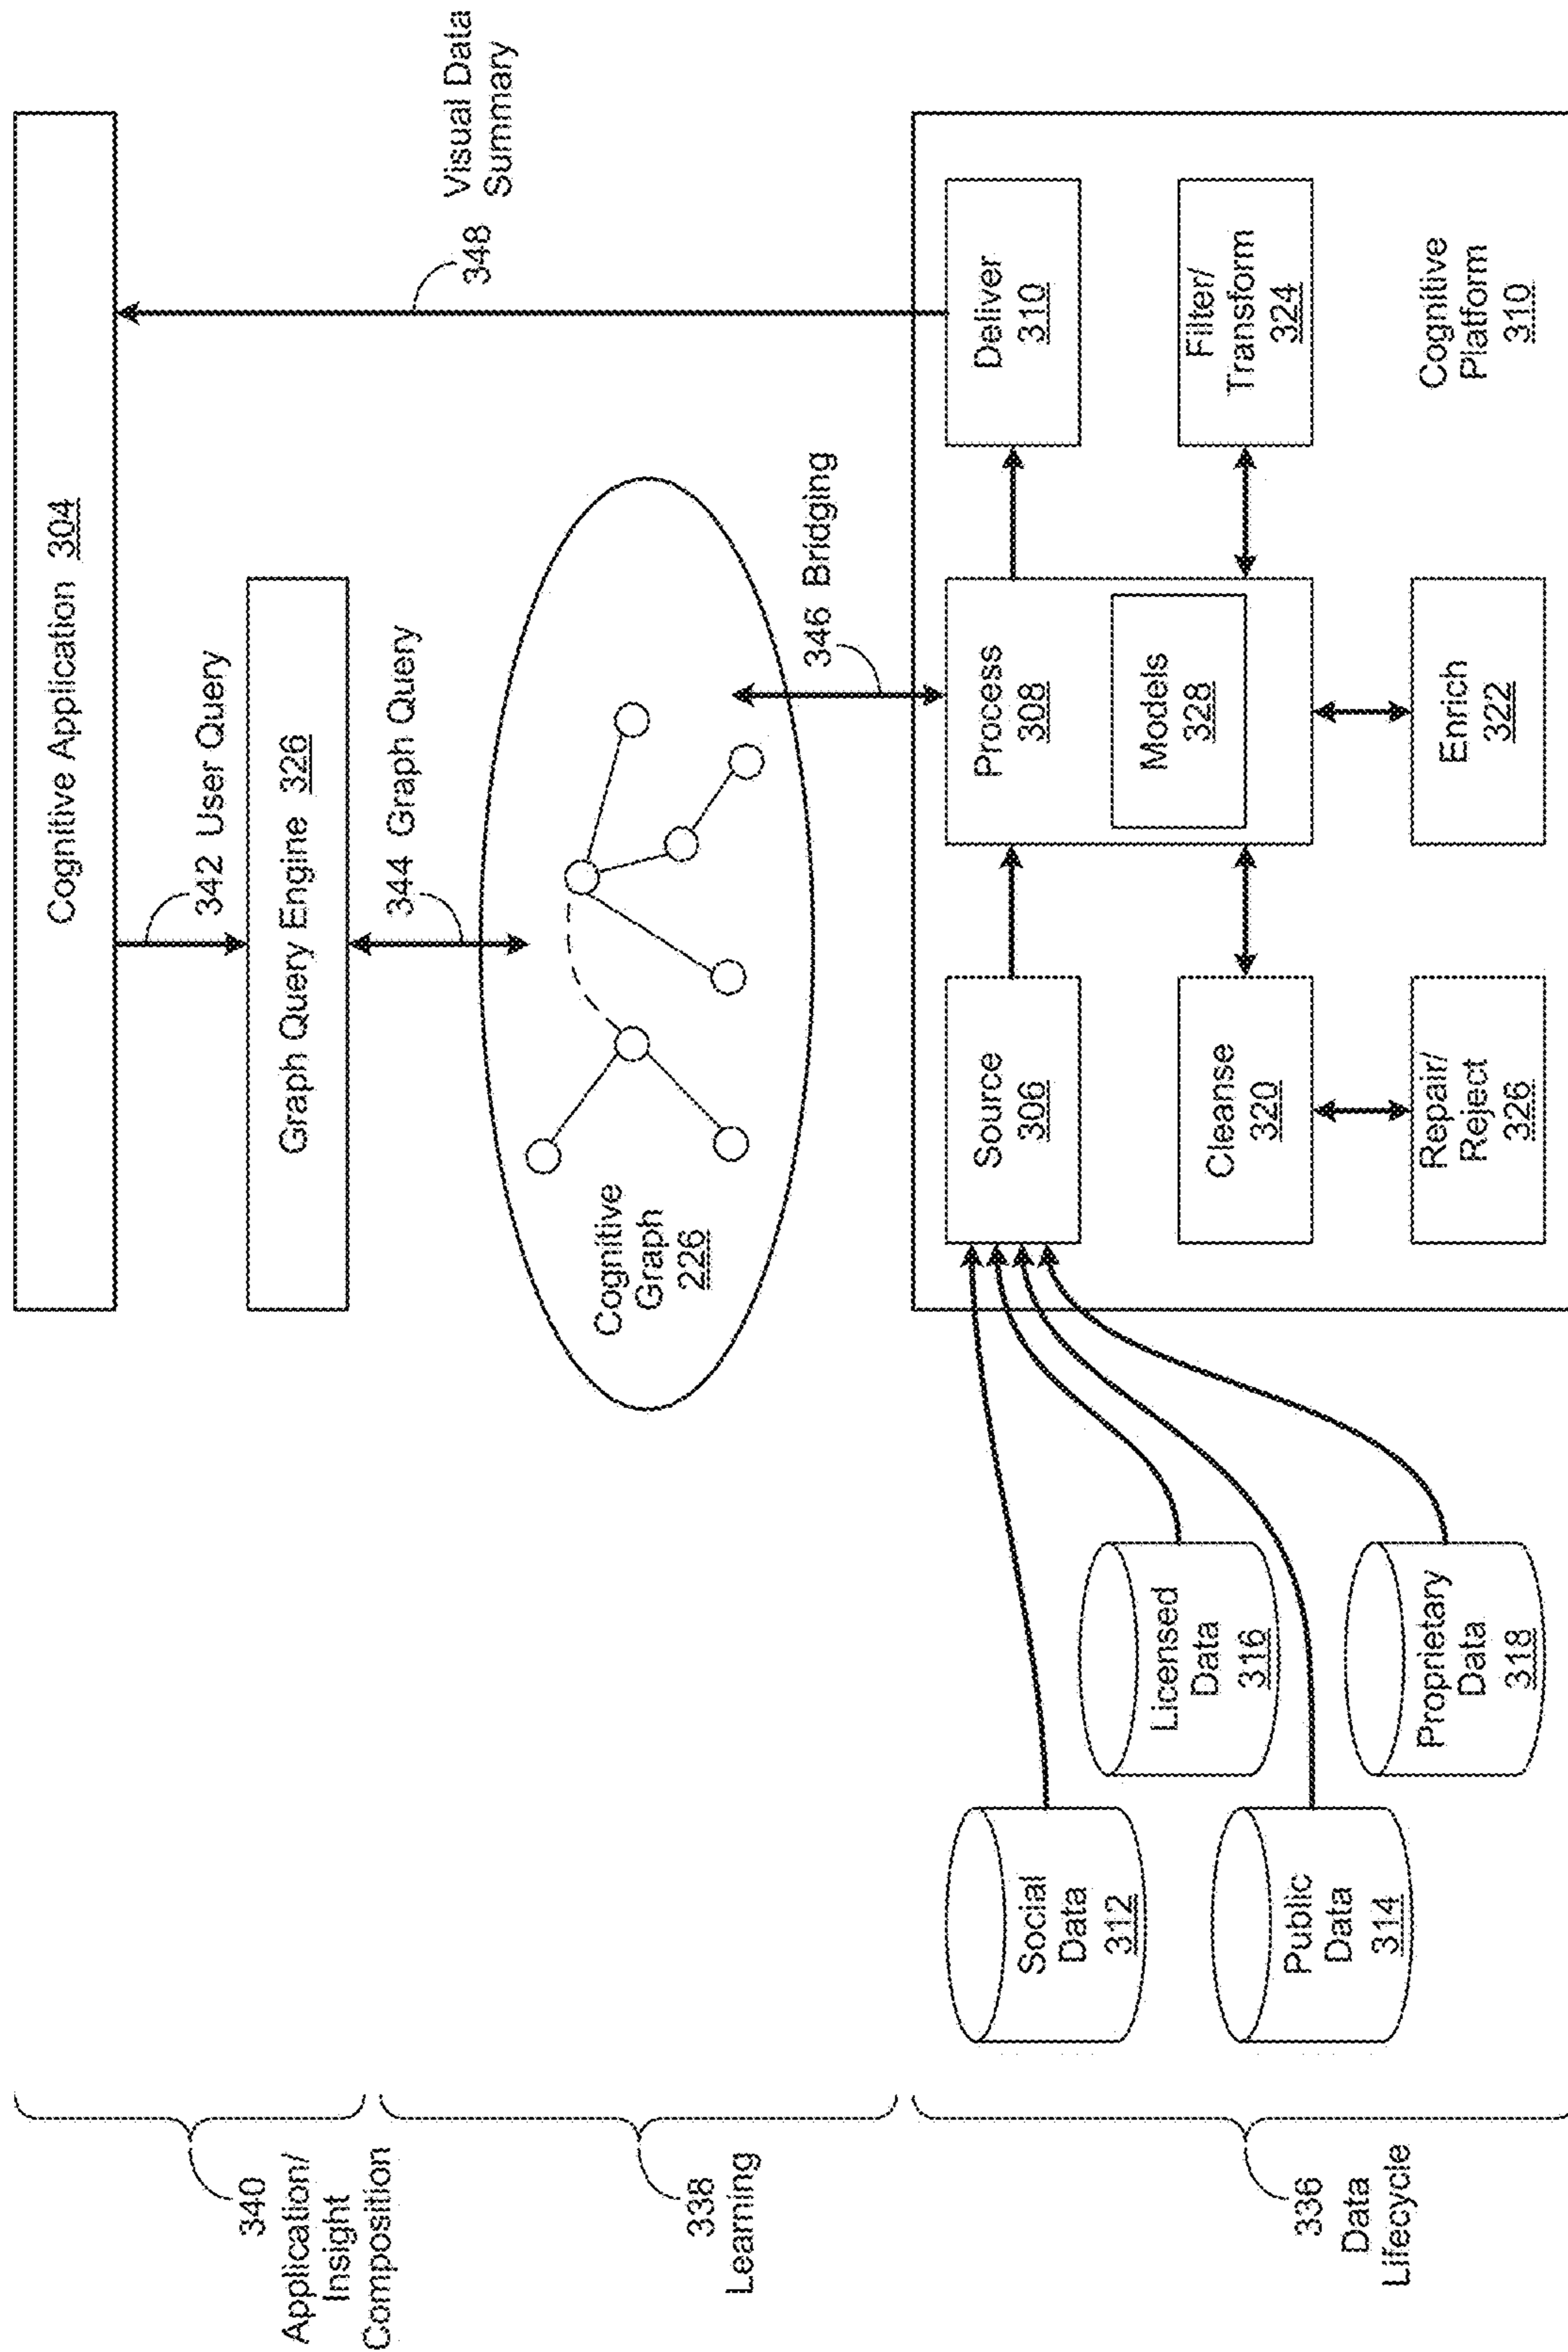 340
Application/
Insight
Composition
338
Learning
336
Data
Lifecycle
Cognitive Application 304
342 User Query
Graph Query Engine 326
344 Graph Query
Cognitive
Graph
226
346 Bridging
348
Visual Data
Summary
Social
Data
312
Licensed
Data
316
Public
Data
314
Proprietary
Data
318
Source
306
Process
308
Models
328
Deliver
310
Cleanse
320
Filter/
Transform
324
Repair/
Reject
326
Enrich
322
Cognitive
Platform
310